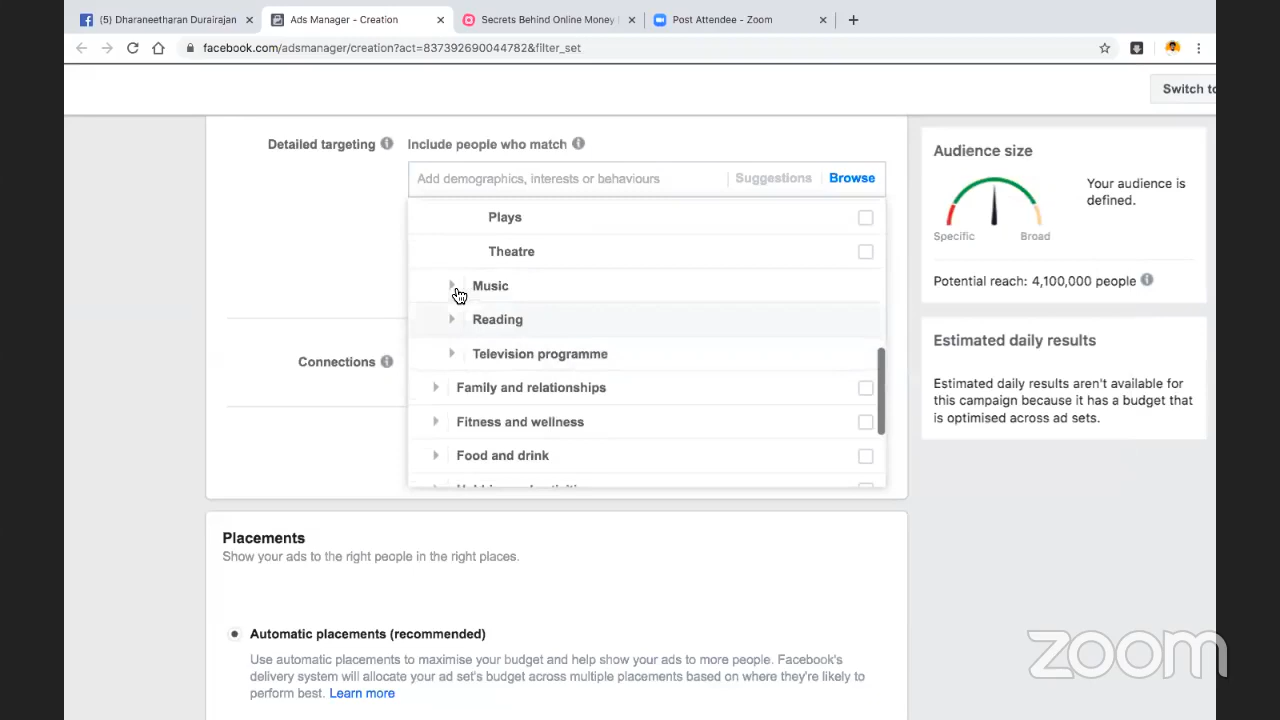 (5) Dharaneetharan Durairajan
Ads Manager - Creation
Secrets Behind Online Money
Post Attendee - Zoom
facebook.com/adsmanager/creation?act=837392690044782&filter_set
Switch to
Detailed targeting
Include people who match
Add demographics, interests or behaviours
Suggestions
Browse
Plays
Theatre
Music
Reading
Television programme
Family and relationships
Fitness and wellness
Food and drink
Connections
Audience size
Your audience is
defined.
Specific
Broad
Potential reach: 4,100,000 people
Estimated daily results
Estimated daily results aren't available for
this campaign because it has a budget that
is optimised across ad sets.
Placements
Show your ads to the right people in the right places.
Automatic placements (recommended)
Use automatic placements to maximise your budget and help show your ads to more people. Facebook's
delivery system will allocate your ad set's budget across multiple placements based on where they're likely to
perform best. Learn more
zoom